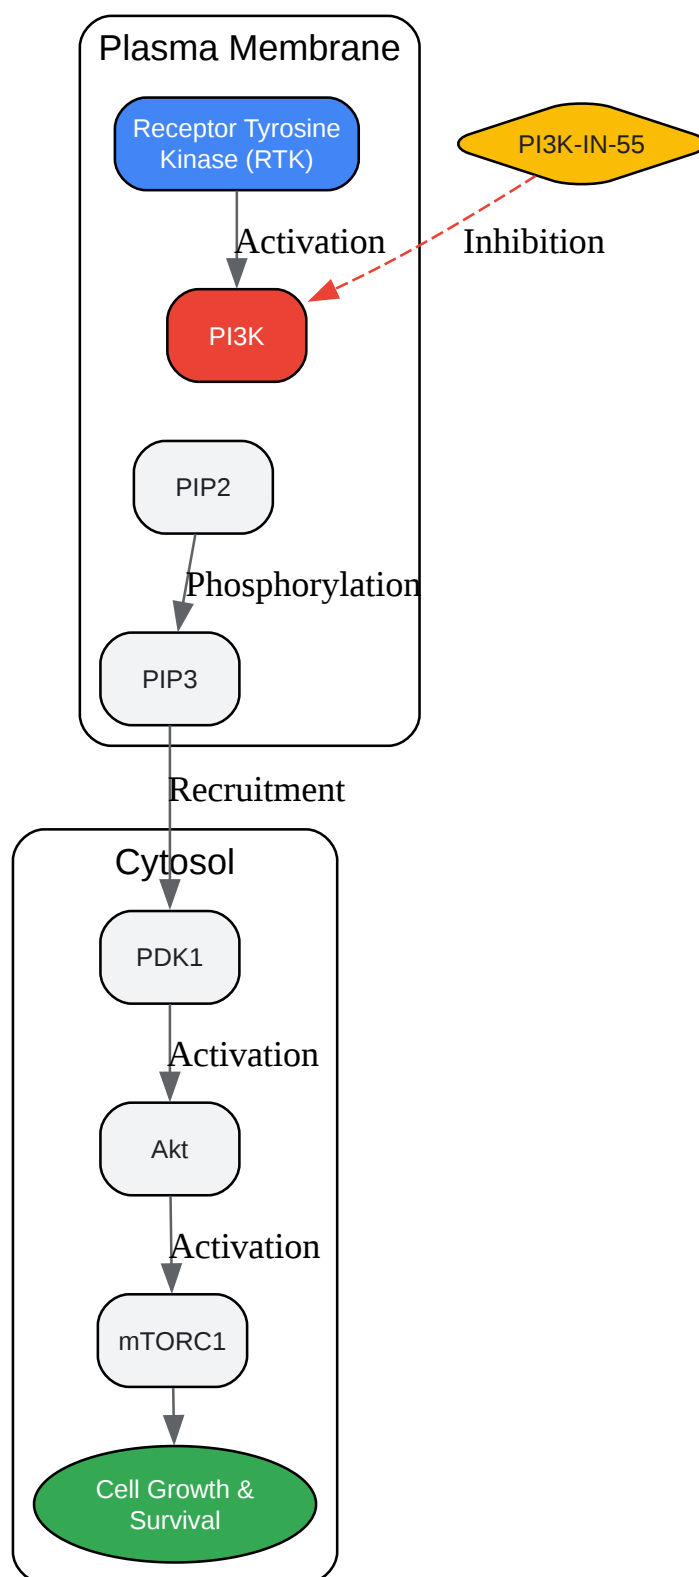 Plasma Membrane
Receptor Tyrosine
Kinase (RTK)
PI3K-IN-55
Activation
Inhibition
PI3K
PIP2
Phosphorylation
PIP3
Recruitment
Cytosol
PDK1
Activation
Akt
Activation
mTORC1
Cell Growth &
Survival